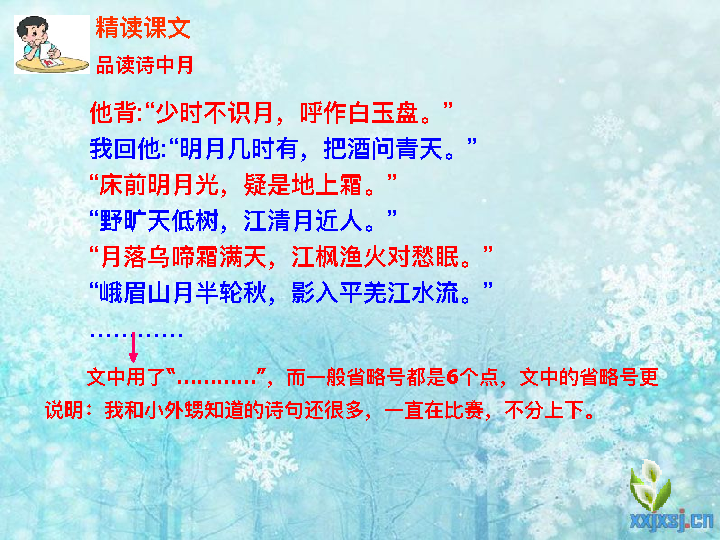 精读课文
品读诗中月
他背:“少时不识月，呼作白玉盘。”
我回他:“明月几时有，把酒问青天。”
“床前明月光，疑是地上霜。”
“野旷天低树，江清月近人。”
“月落乌啼霜满天，江枫渔火对愁眠。”
“峨眉山月半轮秋，影入平羌江水流。”
…………
文中用了“…………”，而一般省略号都是6个点，文中的省略号更
说明：我和小外甥知道的诗句还很多，一直在比赛，不分上下。
xxjxsj.cn